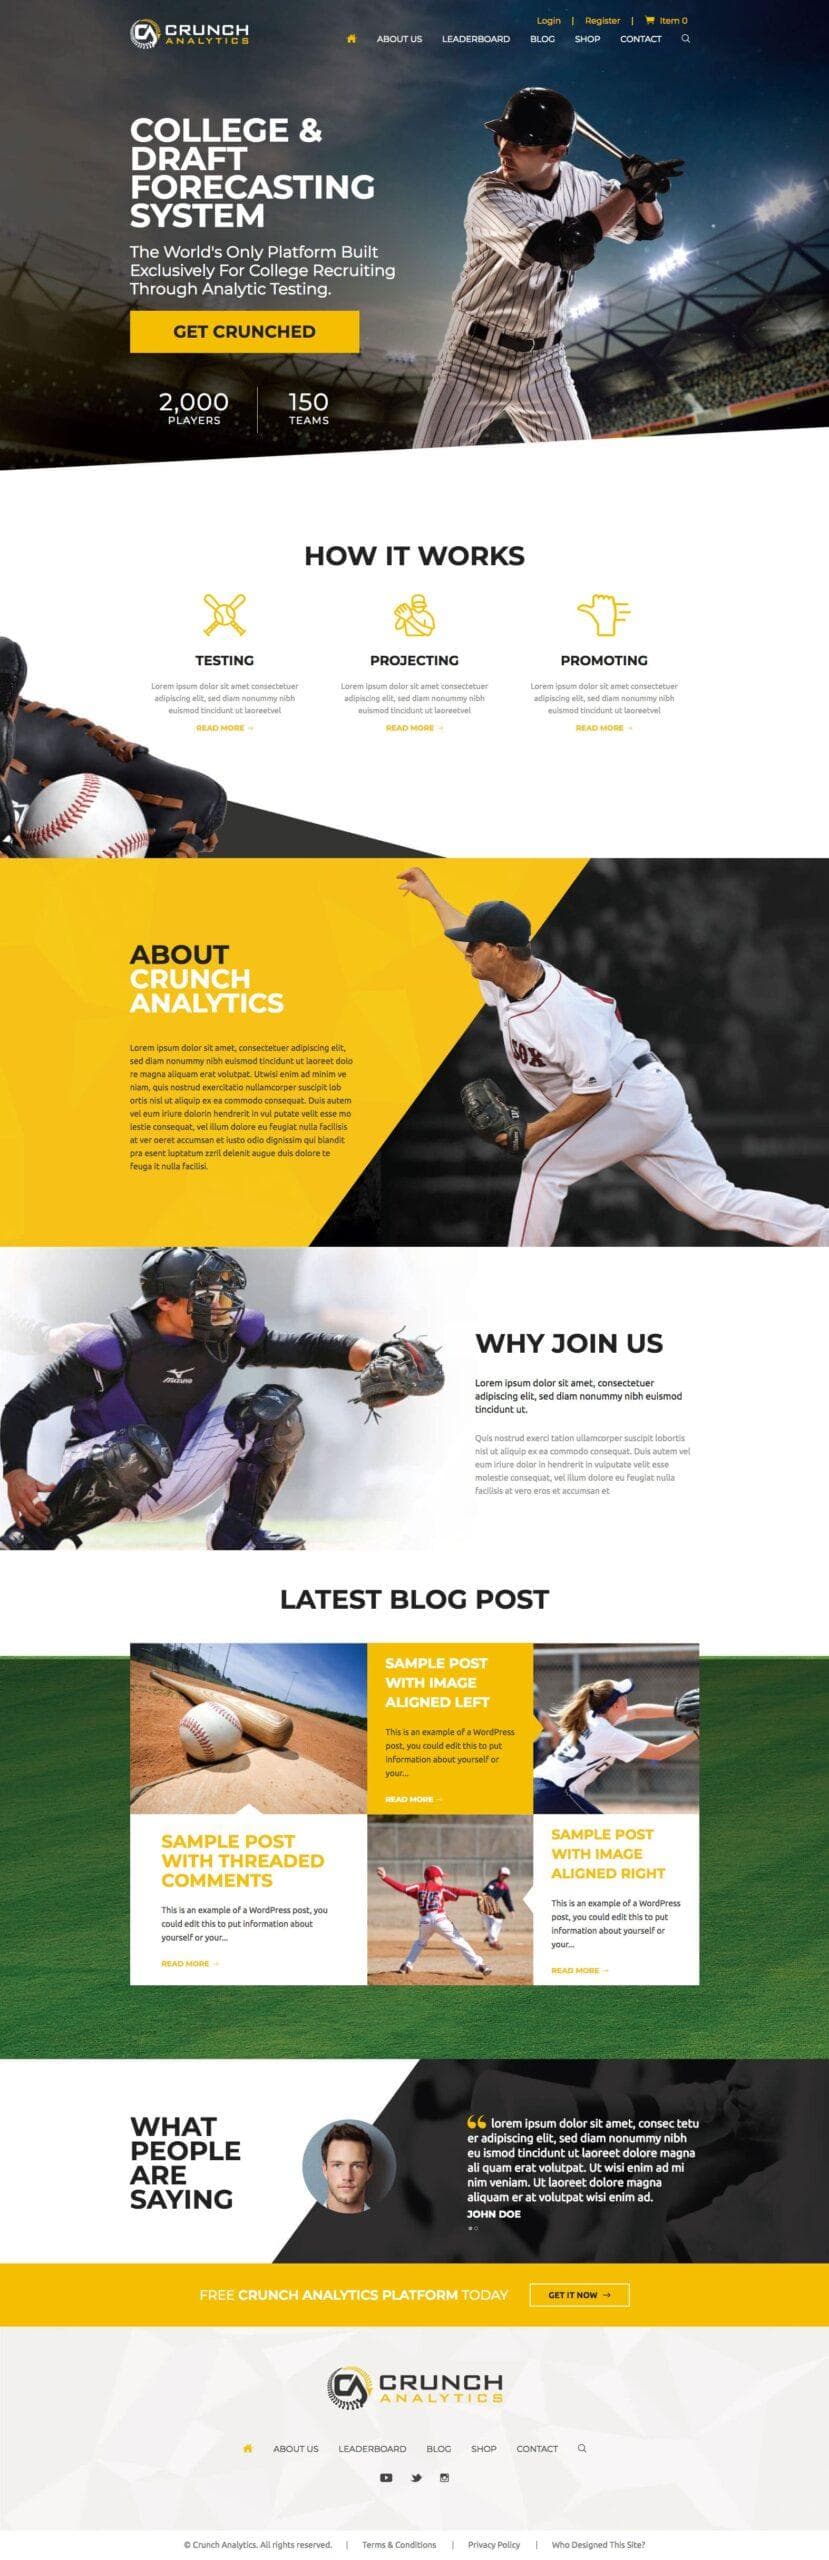 CRUNCH
ANALYTICS
Login | Register | Item 0
ABOUT US LEADERBOARD BLOG SHOP CONTACT
COLLEGE &
DRAFT
FORECASTING
SYSTEM
The World's Only Platform Built
Exclusively For College Recruiting
Through Analytic Testing.
GET CRUNCHED
2,000
PLAYERS
150
TEAMS
HOW IT WORKS
TESTING
Lorem ipsum dolor sit amet consectetuer
adipiscing elit, sed diam nonummy nibh
euismod tincidunt ut laoreetvel
READ MORE →
PROJECTING
Lorem ipsum dolor sit amet consectetuer
adipiscing elit, sed diam nonummy nibh
euismod tincidunt ut laoreetvel
READ MORE →
PROMOTING
Lorem ipsum dolor sit amet consectetuer
adipiscing elit, sed diam nonummy nibh
euismod tincidunt ut laoreetvel
READ MORE →
ABOUT
CRUNCH
ANALYTICS
Lorem ipsum dolor sit amet, consectetuer adipiscing elit,
sed diam nonummy nibh euismod tincidunt ut laoreet dolo
re magna aliquam erat volutpat. Utwisi enim ad minim ve
niam, quis nostrud exercitatio nullamcorper suscipit lob
ortis nisl ut aliquip ex ea commodo consequat. Duis autem
vel eum iriure dolorin hendrerit in vul putate velit esse mo
lestie consequat, vel illum dolore eu feugiat nulla facilisis
at ver oeret accumsan et iusto odio dignissim qui blandit
pra esent luptatum zzril delenit augue duis dolore te
feuga it nulla facilisi.
SOX
mizuno
WHY JOIN US
Lorem ipsum dolor sit amet, consectetuer
adipiscing elit, sed diam nonummy nibh euismod
tincidunt ut.
Quis nostrud exerci tation ullamcorper suscipit lobortis
nisl ut aliquip ex ea commodo consequat. Duis autem vel
eum iriure dolor in hendrerit in vulputate velit esse
molestie consequat, vel illum dolore eu feugiat nulla
facilisis at vero eros et accumsan et
LATEST BLOG POST
SAMPLE POST
WITH IMAGE
ALIGNED LEFT
This is an example of a WordPress
post, you could edit this to put
information about yourself or
your...
READ MORE →
SAMPLE POST
WITH THREADED
COMMENTS
This is an example of a WordPress post, you
could edit this to put information about
yourself or your...
READ MORE →
SAMPLE POST
WITH IMAGE
ALIGNED RIGHT
This is an example of a WordPress
post, you could edit this to put
information about yourself or
your...
READ MORE →
WHAT
PEOPLE
ARE
SAYING
“ lorem ipsum dolor sit amet, consec tetu
er adipiscing elit, sed diam nonummy nibh
eu ismod tincidunt ut laoreet dolore magna
ali quam erat volutpat. Ut wisi enim ad mi
nim veniam. Ut laoreet dolore magna
aliquam er at volutpat wisi enim ad.
JOHN DOE
FREE CRUNCH ANALYTICS PLATFORM TODAY
GET IT NOW →
CRUNCH
ANALYTICS
ABOUT US LEADERBOARD BLOG SHOP CONTACT
© Crunch Analytics. All rights reserved. | Terms & Conditions | Privacy Policy | Who Designed This Site?